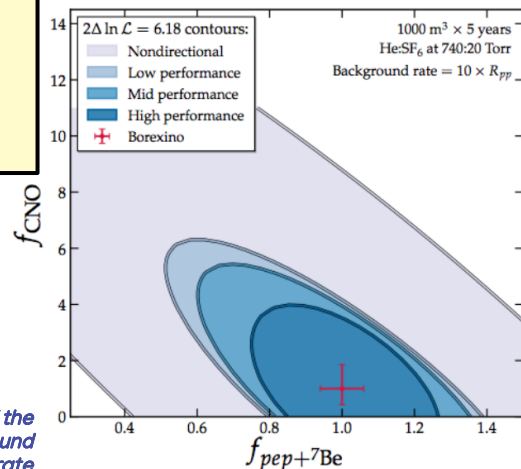 2Δ ln ℒ = 6.18 contours:
Nondirectional
Low performance
Mid performance
High performance
Borexino
1000 m³ × 5 years
He:SF₆ at 740:20 Torr
Background rate = 10 × Rₚₚ
14
12
10
8
6
4
2
0
f_CNO
0.4 0.6 0.8 1.0 1.2 1.4
f_pep+⁷Be
f the
und
rate